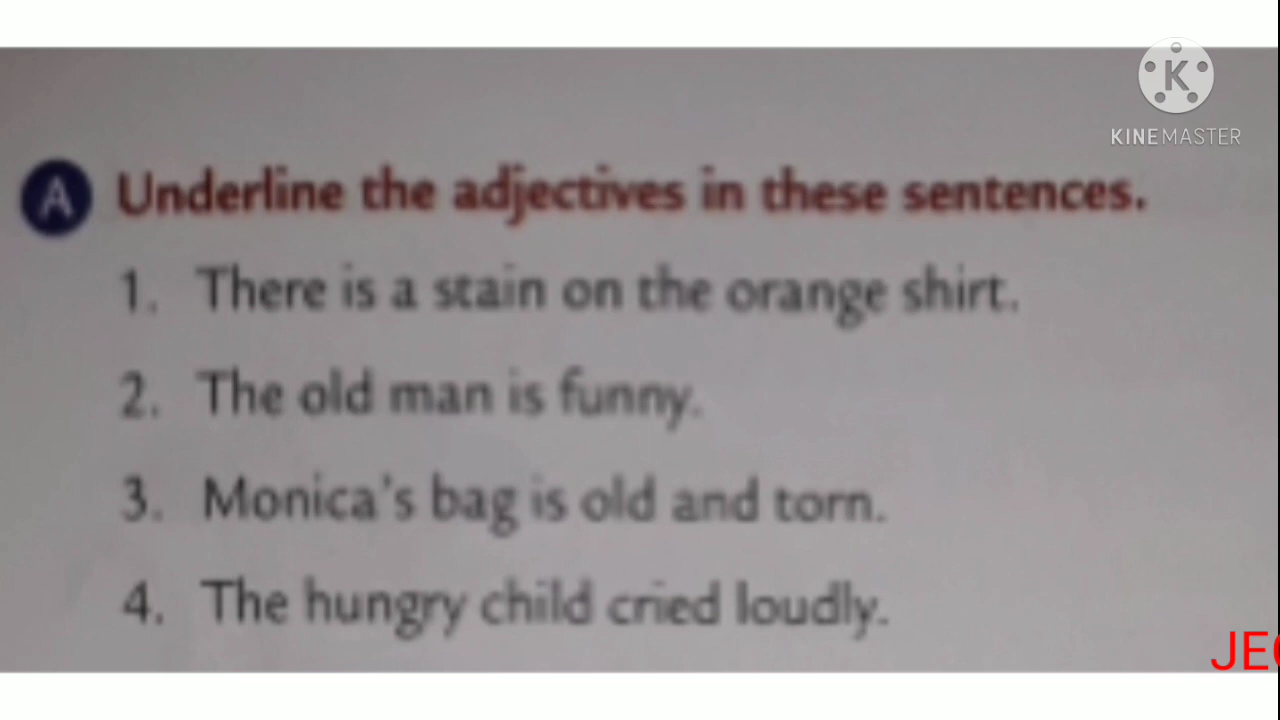 KINEMASTER
A Underline the adjectives in these sentences.
1. There is a stain on the orange shirt.
2. The old man is funny.
3. Monica's bag is old and torn.
4. The hungry child cried loudly.